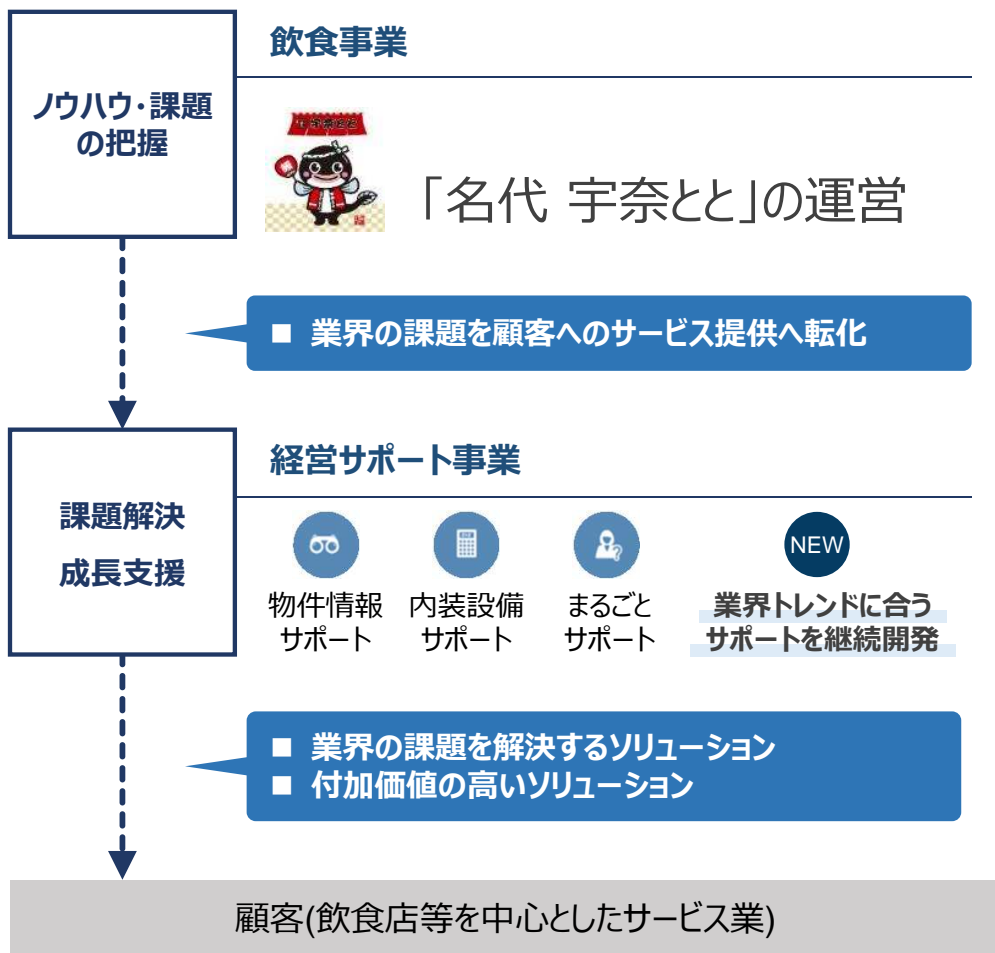 飲食事業
ノウハウ・課題
の把握
「名代 宇奈とと」の運営
■ 業界の課題を顧客へのサービス提供へ転化
経営サポート事業
課題解決
成長支援
物件情報
サポート
内装設備
サポート
まるごと
サポート
NEW
業界トレンドに合う
サポートを継続開発
■ 業界の課題を解決するソリューション
■ 付加価値の高いソリューション
顧客(飲食店等を中心としたサービス業)